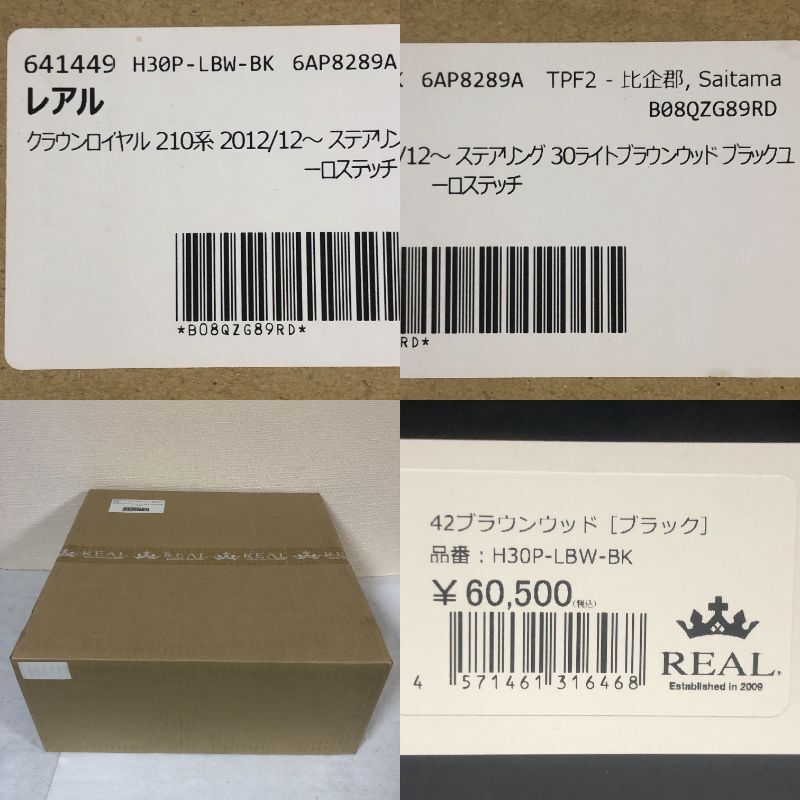 641449 H30P-LBW-BK 6AP8289A
レアル
クラウンロイヤル 210系 2012/12～ ステアリン
ーロステッチ
*B08QZG89RD*
6AP8289A TPF2 - 比企郡, Saitama
B08QZG89RD
/12～ ステアリング 30ライトブラウンウッド ブラックユ
ーロステッチ
RD*
REAL REAL REAL
42ブラウンウッド [ブラック]
品番 : H30P-LBW-BK
¥ 60,500(税込)
4 571461 316468
REAL.
Established in 2009